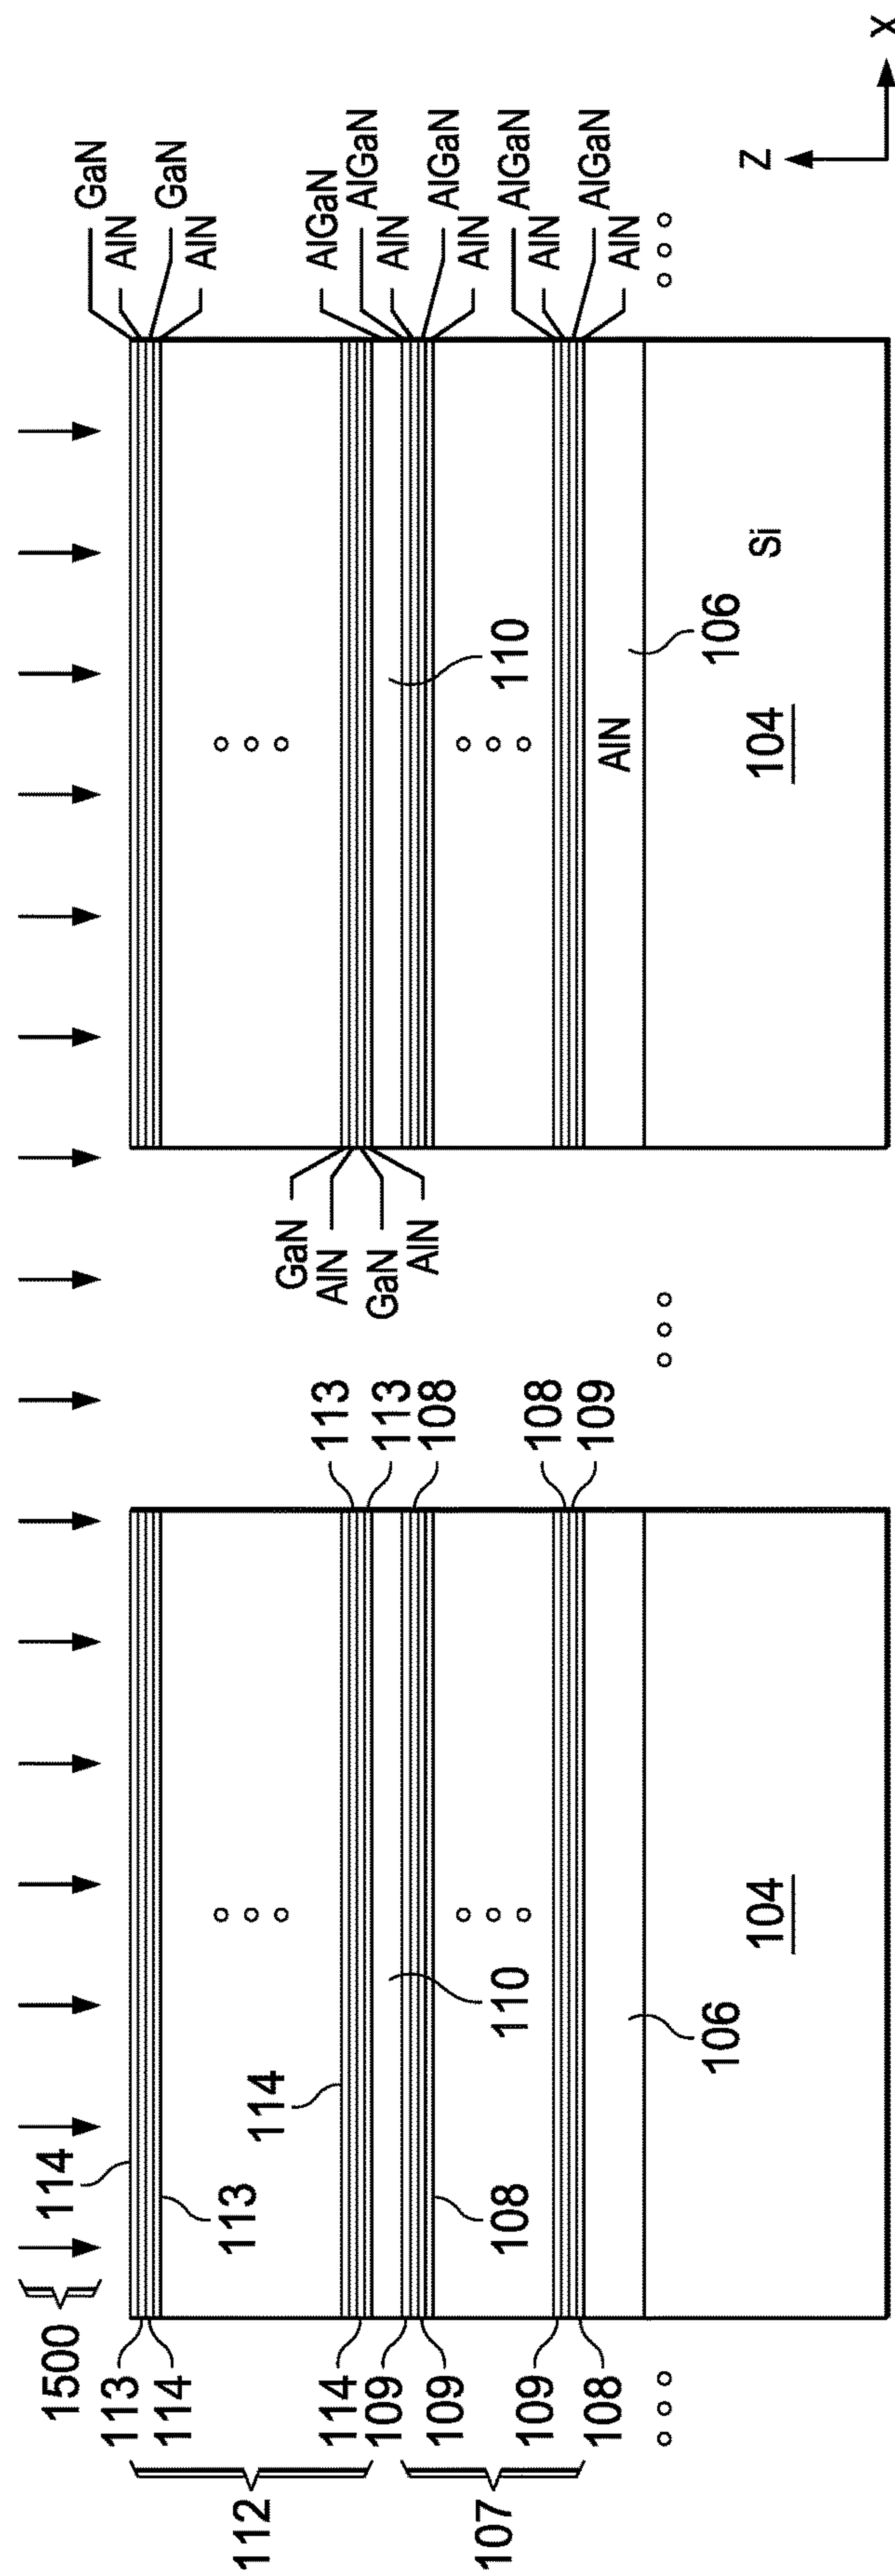 1500
114
GaN
113
AlN
114
GaN
113
AlN
112
114
GaN
AlGaN
114
113
AlN
AlGaN
109
113
GaN
AlN
AlN
109
108
AlGaN
AlN
107
108
110
110
AlGaN
109
108
AlN
AlGaN
108
109
AlN
AlN
106
106
104
104
Si
Z
X